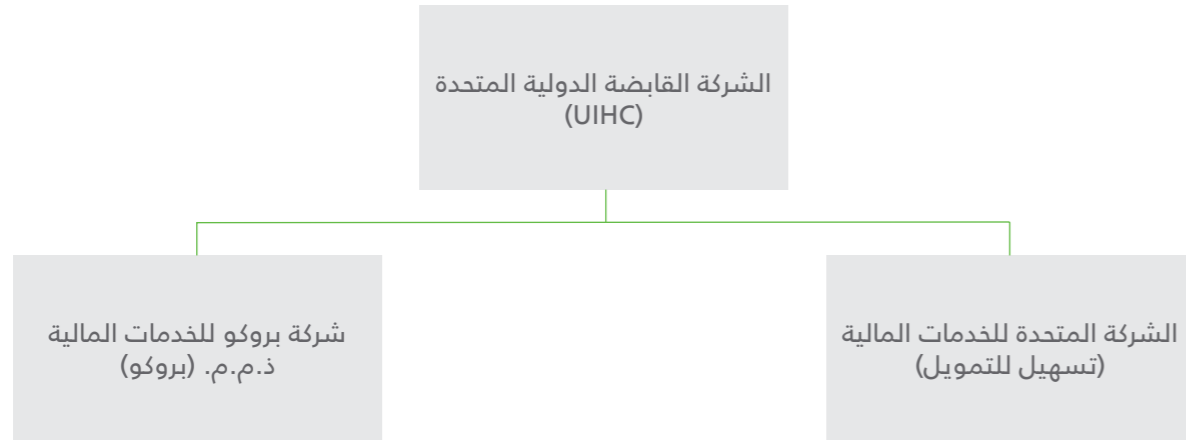 الشركة القابضة الدولية المتحدة
(UIHC)
الشركة المتحدة للخدمات المالية
(تسهيل للتمويل)
شركة بروكو للخدمات المالية
ذ.م.م. (بروكو)